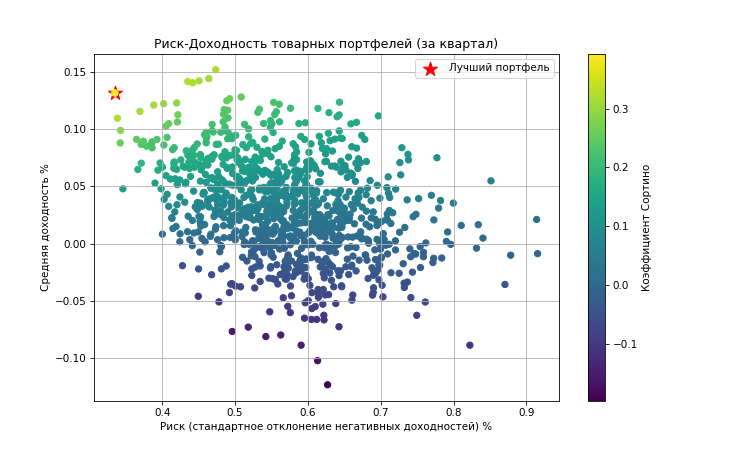 Риск-Доходность товарных портфелей (за квартал)
Лучший портфель
Средняя доходность %
0.15
0.10
0.05
0.00
−0.05
−0.10
0.4 0.5 0.6 0.7 0.8 0.9
Риск (стандартное отклонение негативных доходностей) %
0.3
0.2
0.1
0.0
−0.1
Коэффициент Сортино